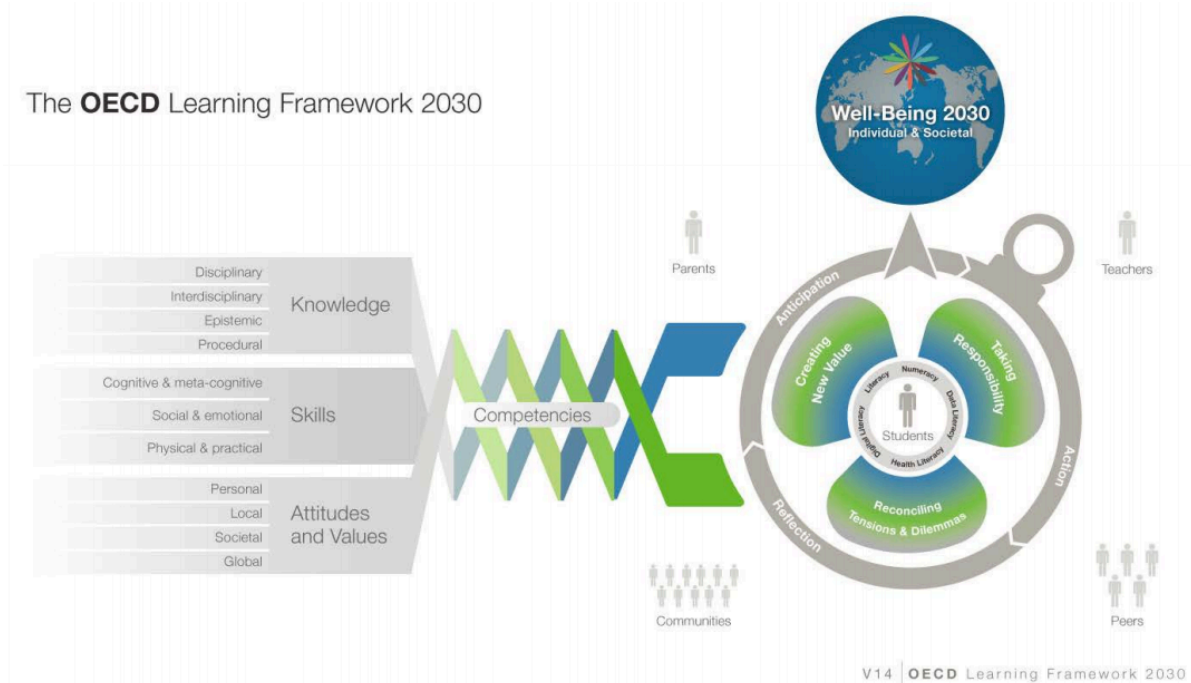 The OECD Learning Framework 2030
Well-Being 2030
Individual & Societal
Disciplinary
Interdisciplinary
Epistemic
Procedural
Knowledge
Cognitive & meta-cognitive
Social & emotional
Physical & practical
Skills
Personal
Local
Societal
Global
Attitudes
and Values
Competencies
Parents
Teachers
Communities
Peers
Anticipation
Action
Reflection
Creating
New Value
Taking
Responsibility
Reconciling
Tensions & Dilemmas
Literacy
Numeracy
Data Literacy
Health Literacy
Digital Literacy
Students
V14 | OECD Learning Framework 2030